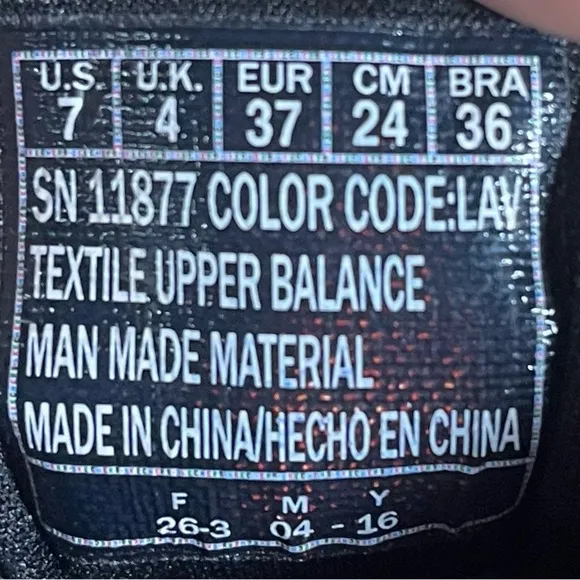 U.S. U.K. EUR CM BRA
7 4 37 24 36
SN 11877 COLOR CODE:LAV
TEXTILE UPPER BALANCE
MAN MADE MATERIAL
MADE IN CHINA/HECHO EN CHINA
F M Y
26-3 04 - 16